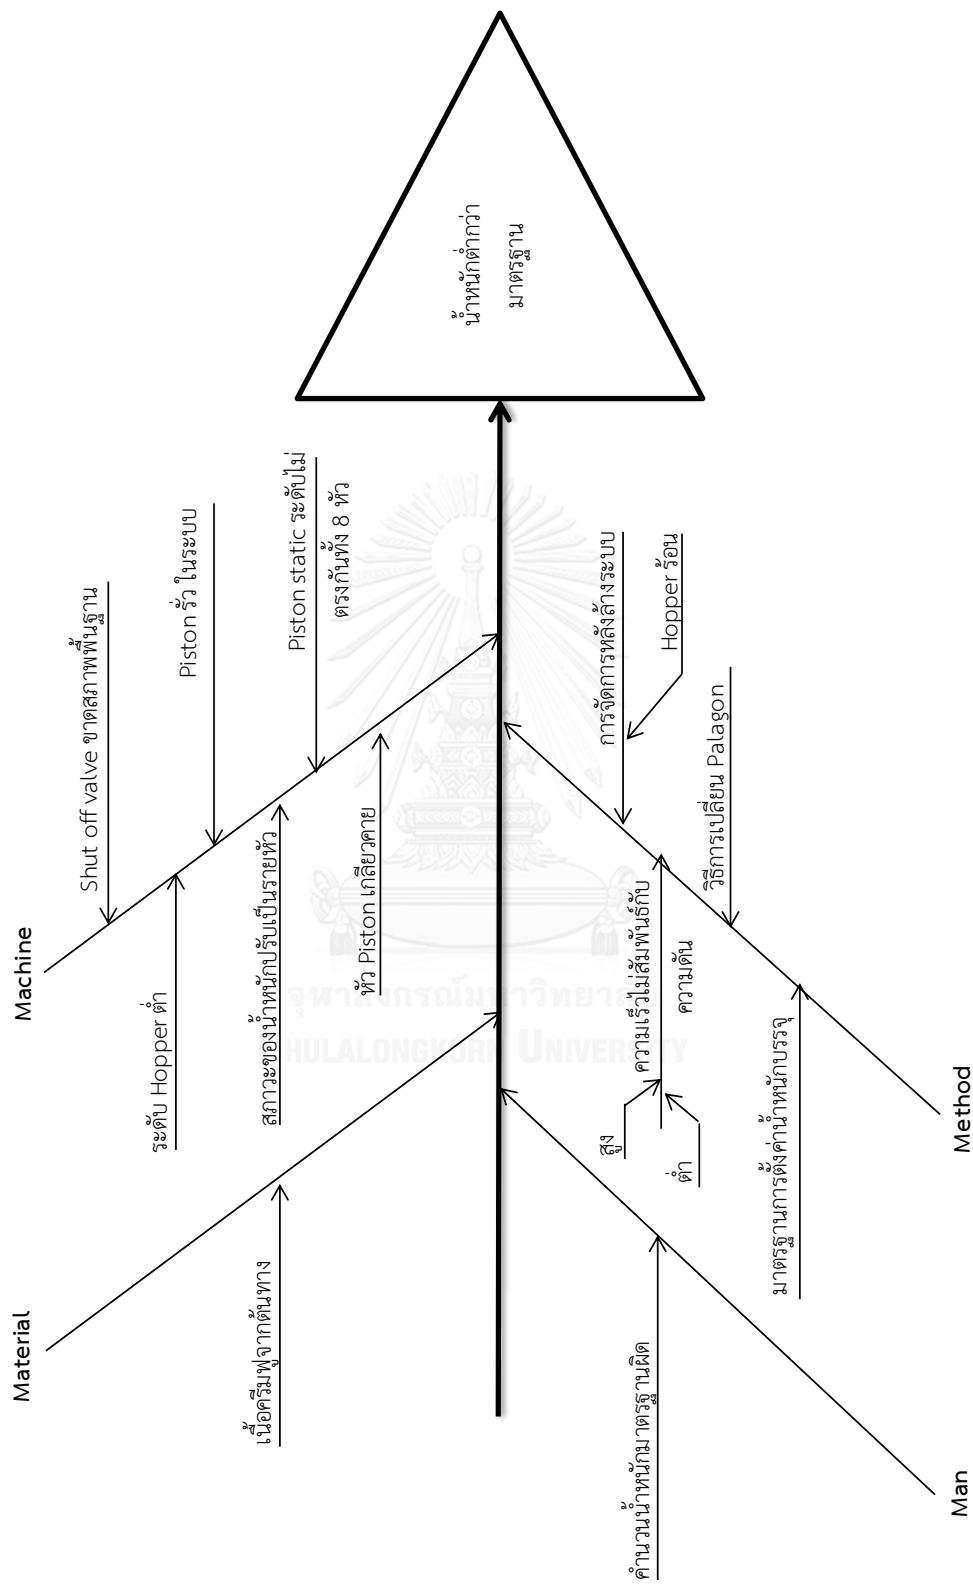 น้ำหนักต่ำกว่า
มาตรฐาน
Machine
Shut off valve ขาดสภาพพื้นฐาน
Piston รั่ว ในระบบ
Piston static ระดับไม่
ตรงกันทั้ง 8 หัว
ระดับ Hopper ต่ำ
สภาวะของน้ำหนักปรับเป็นรายหัว
หัว Piston เกลียวคาย
Material
เนื้อครีมฟูจากต้นทาง
การจัดการหลังล้างระบบ
Hopper ร้อน
วิธีการเปลี่ยน Palagon
ความเร็วไม่สัมพันธ์กับ
ความดัน
สูง
ต่ำ
มาตรฐานการตั้งค่าน้ำหนักบรรจุ
Method
คำนวนน้ำหนักมาตรฐานผิด
Man
จุฬาลงกรณ์มหาวิทยาลัย
CHULALONGKORN UNIVERSITY